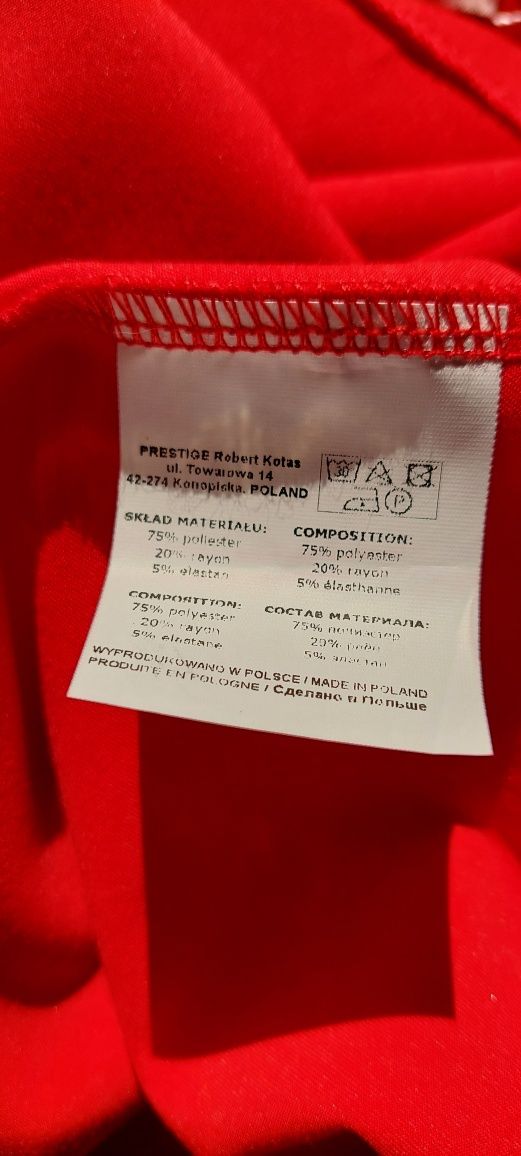 PRESTIGE Robert Kotas
ul. Towarowa 14
42-274 Konopiska, POLAND
30
P
SKŁAD MATERIAŁU:
75% poliester
20% rayon
5% elastan
COMPOSITION:
75% polyester
20% rayon
5% élasthanne
COMPOSITION:
75% polyester
20% rayon
5% elastane
СОСТАВ МАТЕРИАЛА:
75% полиэстер
20%
5% эластан
WYPRODUKOWANO W POLSCE / MADE IN POLAND
PRODUITE EN POLOGNE / Сделано в Польше